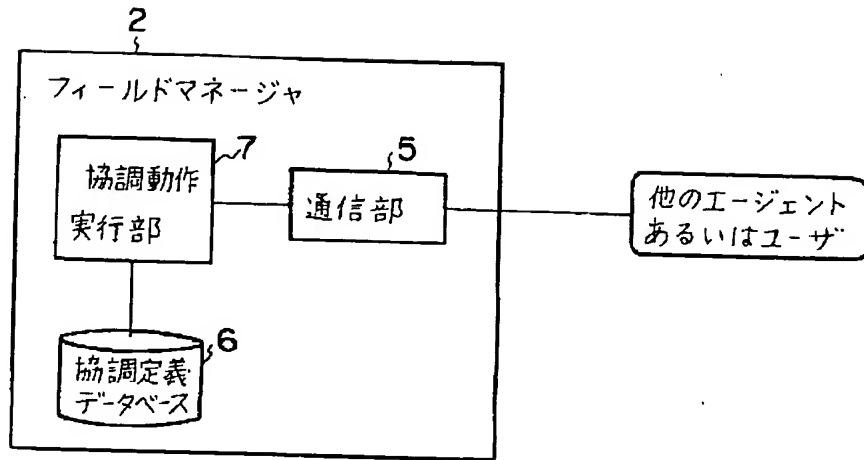 2
フィールドマネージャ
7
協調動作
実行部
5
通信部
他のエージェント
あるいはユーザ
6
協調定義
データベース